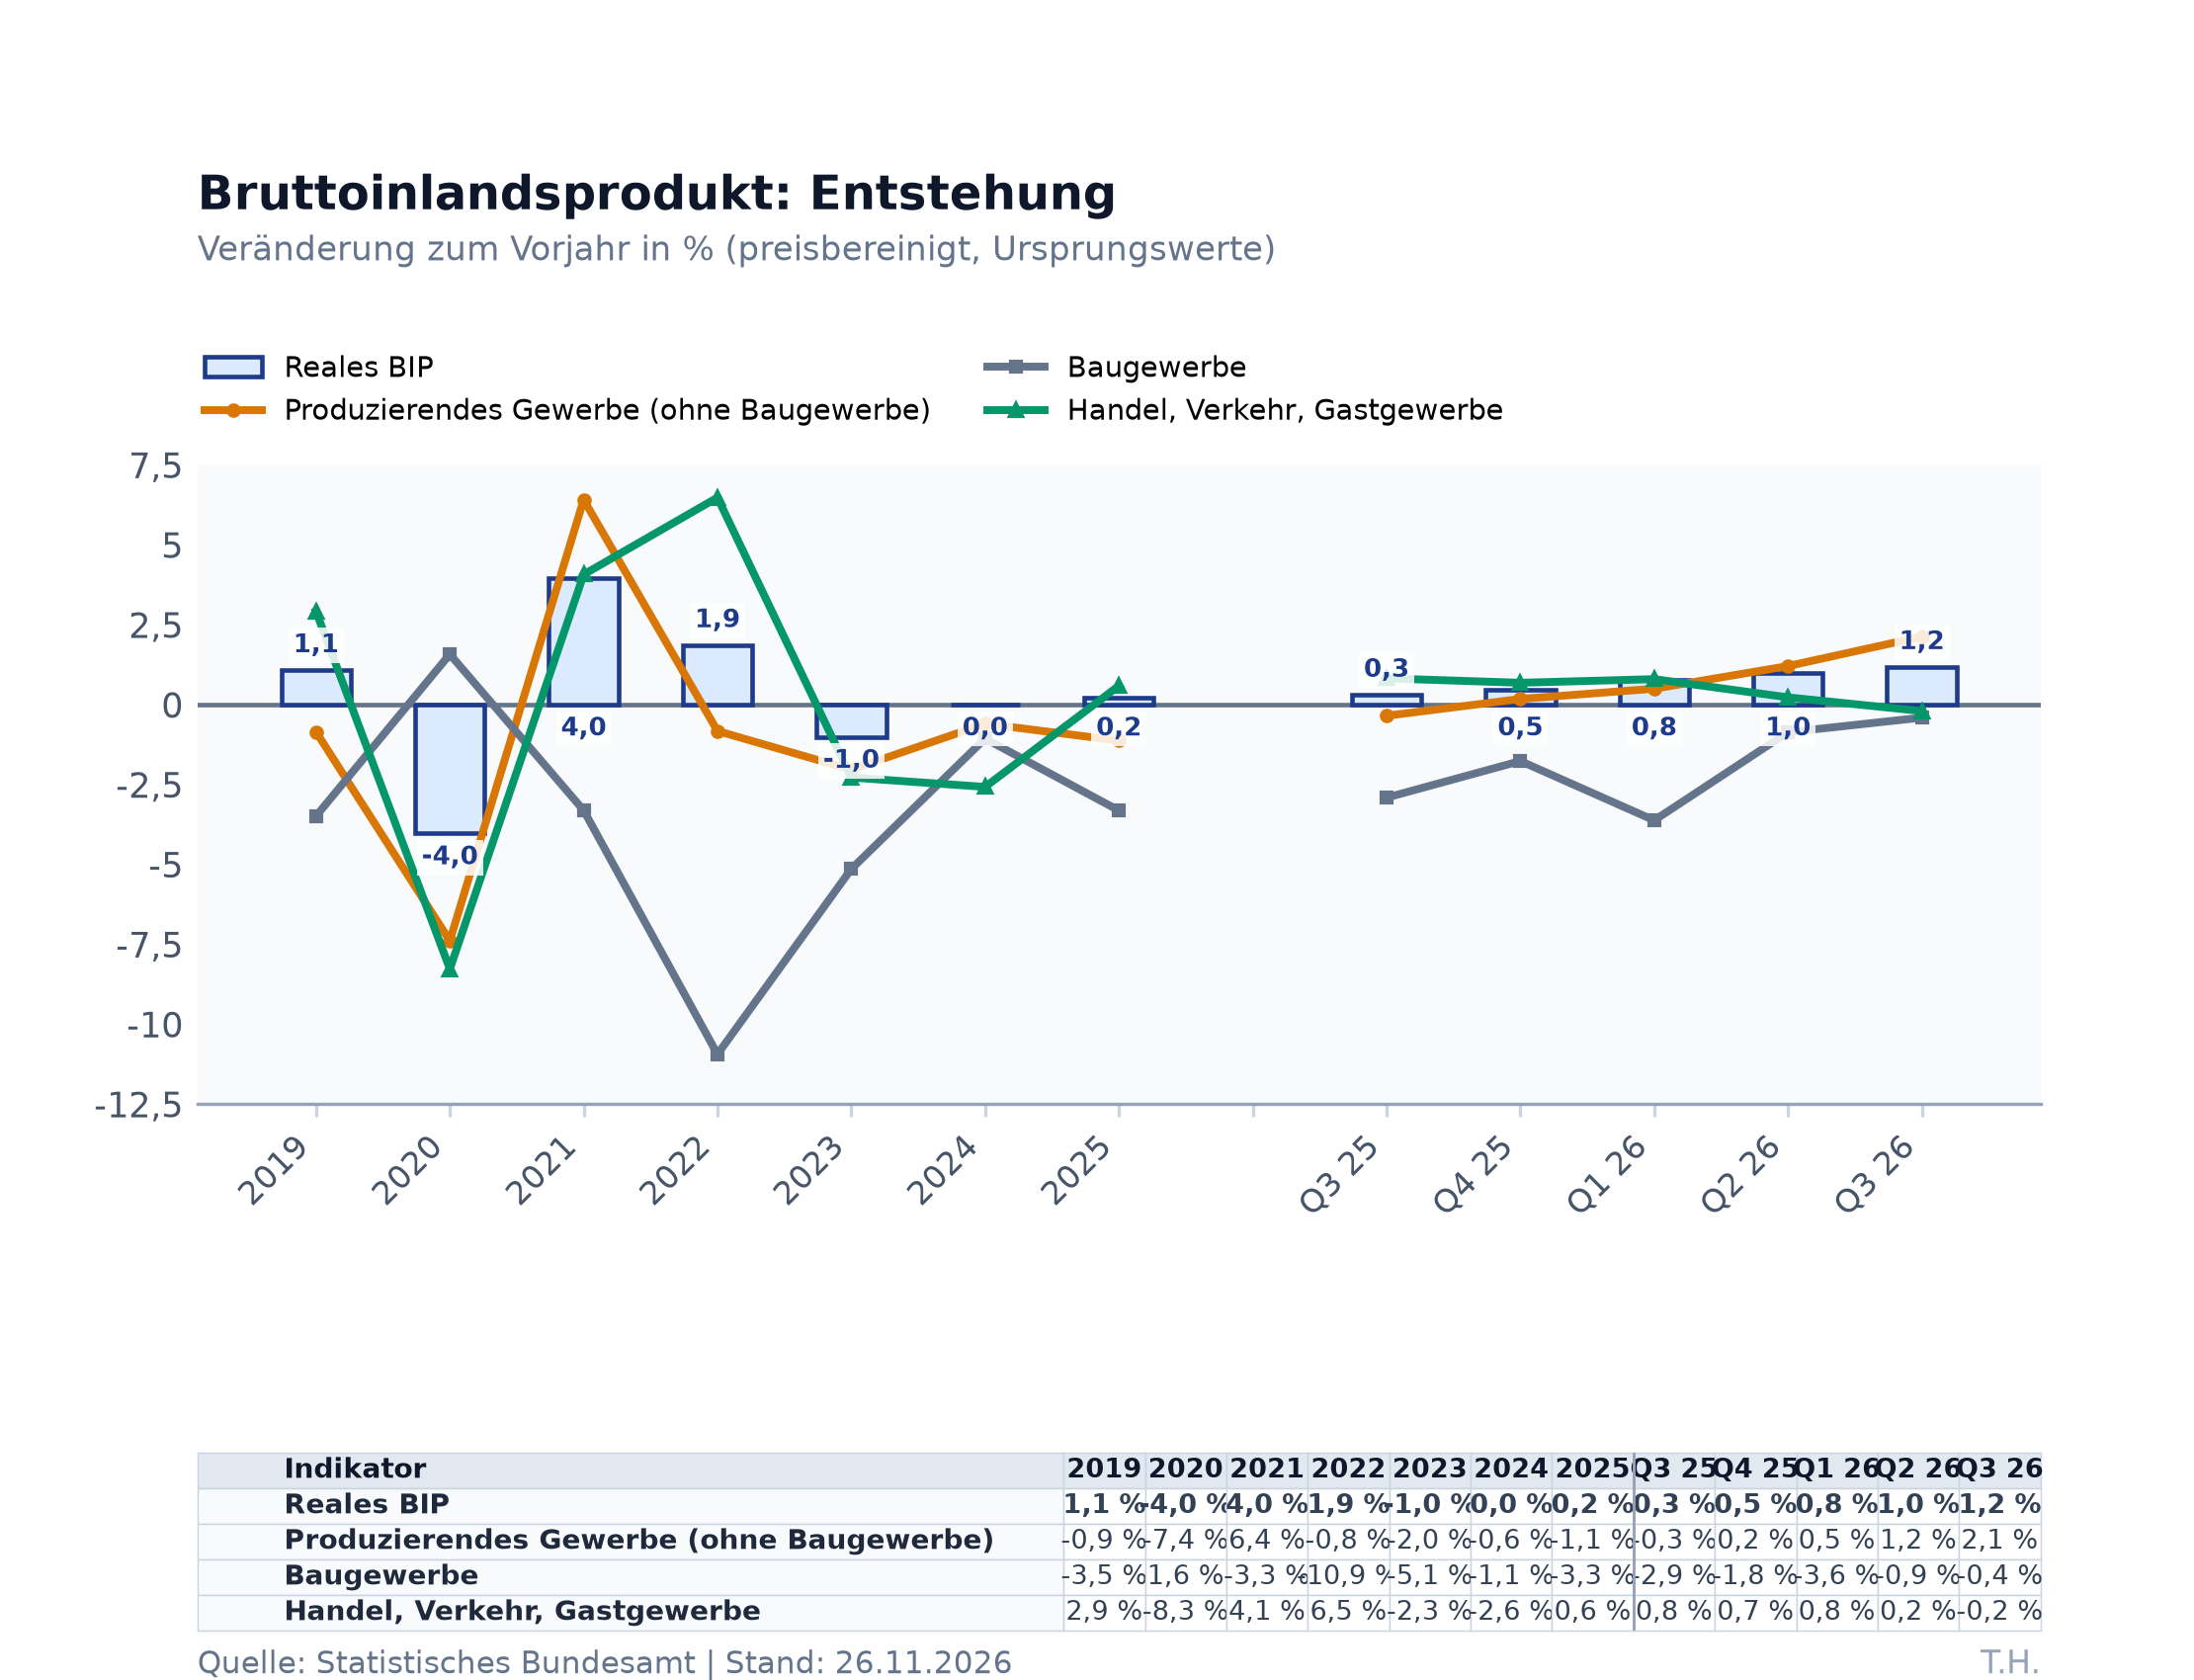 Bruttoinlandsprodukt: Entstehung
Veränderung zum Vorjahr in % (preisbereinigt, Ursprungswerte)
Reales BIP
Baugewerbe
Produzierendes Gewerbe (ohne Baugewerbe)
Handel, Verkehr, Gastgewerbe
7,5
5
2,5
0
-2,5
-5
-7,5
-10
-12,5
1,1
-4,0
4,0
1,9
-1,0
0,0
0,2
0,3
0,5
0,8
1,0
1,2
2019 2020 2021 2022 2023 2024 2025 Q3 25 Q4 25 Q1 26 Q2 26 Q3 26
Indikator 2019 2020 2021 2022 2023 2024 2025 Q3 25 Q4 25 Q1 26 Q2 26 Q3 26
Reales BIP 1,1 % -4,0 % 4,0 % 1,9 % -1,0 % 0,0 % 0,2 % 0,3 % 0,5 % 0,8 % 1,0 % 1,2 %
Produzierendes Gewerbe (ohne Baugewerbe) -0,9 % -7,4 % 6,4 % -0,8 % -2,0 % -0,6 % -1,1 % -0,3 % 0,2 % 0,5 % 1,2 % 2,1 %
Baugewerbe -3,5 % 1,6 % -3,3 % -10,9 % -5,1 % -1,1 % -3,3 % -2,9 % -1,8 % -3,6 % -0,9 % -0,4 %
Handel, Verkehr, Gastgewerbe 2,9 % -8,3 % 4,1 % 6,5 % -2,3 % -2,6 % 0,6 % 0,8 % 0,7 % 0,8 % 0,2 % -0,2 %
Quelle: Statistisches Bundesamt | Stand: 26.11.2026
T.H.